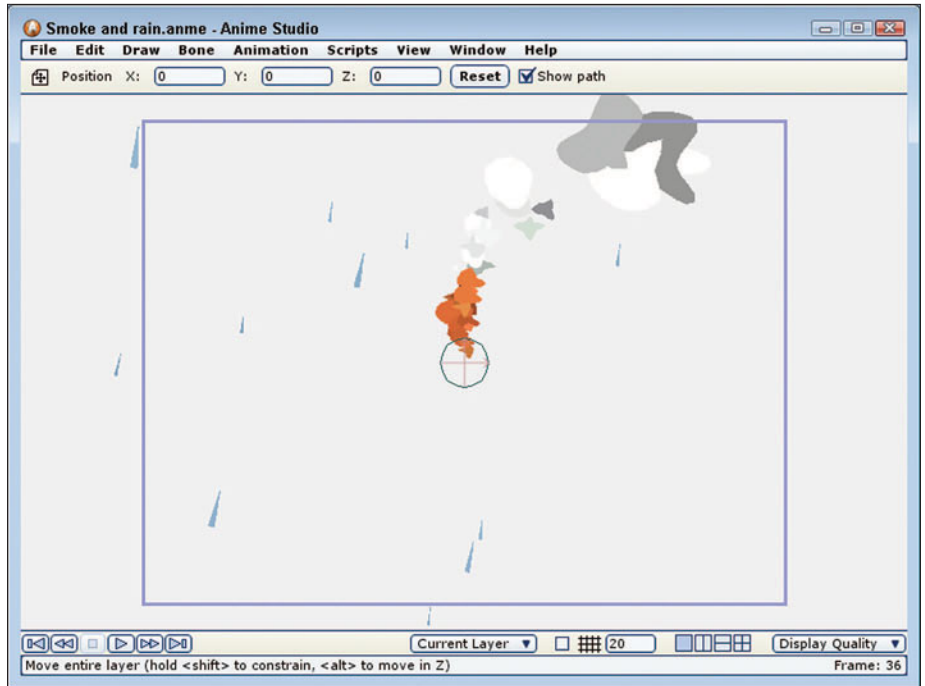 Smoke and rain.anme - Anime Studio
File Edit Draw Bone Animation Scripts View Window Help
Position X: 0 Y: 0 Z: 0 Reset Show path
Current Layer 20 Display Quality
Move entire layer (hold <shift> to constrain, <alt> to move in Z) Frame: 36